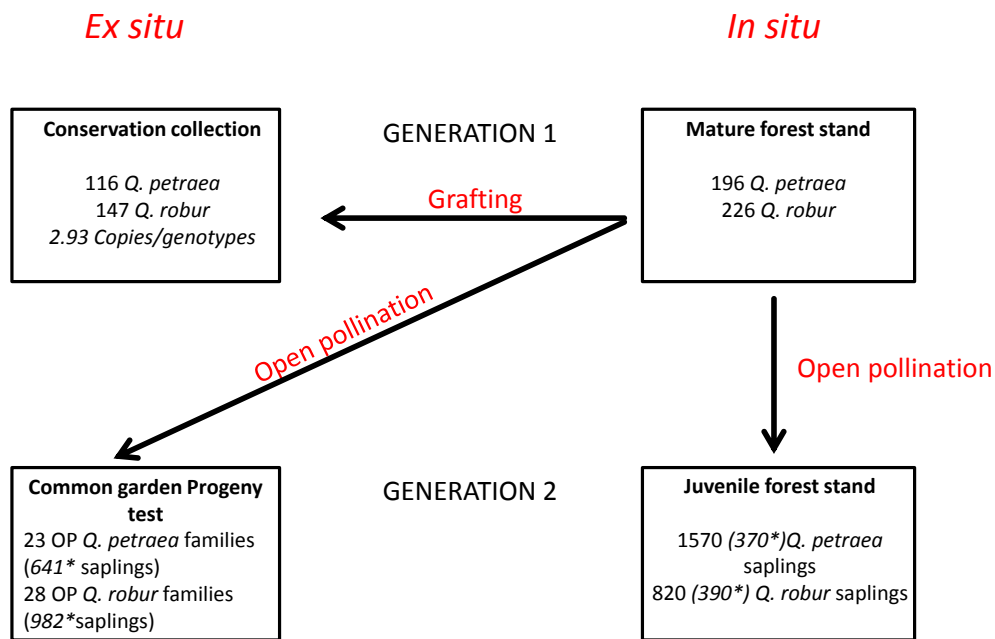 Ex situ
In situ
Conservation collection
116 Q. petraea
147 Q. robur
2.93 Copies/genotypes
GENERATION 1
Mature forest stand
196 Q. petraea
226 Q. robur
Grafting
Open pollination
Open pollination
Common garden Progeny
test
23 OP Q. petraea families
(641* saplings)
28 OP Q. robur families
(982*saplings)
GENERATION 2
Juvenile forest stand
1570 (370*)Q. petraea
saplings
820 (390*) Q. robur saplings